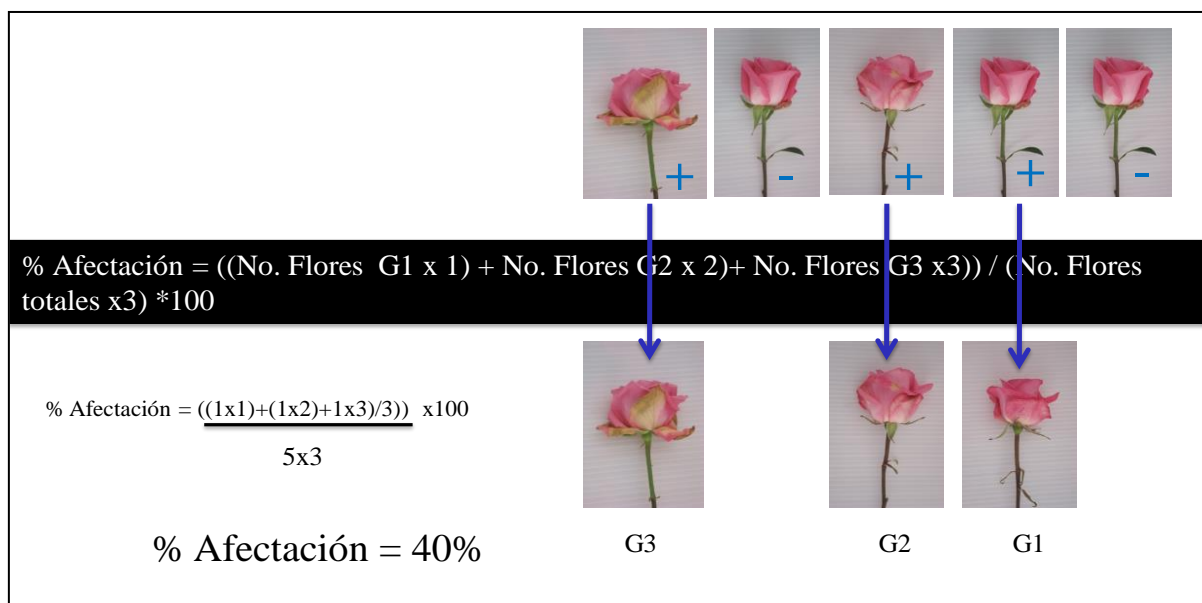 + - + + -
% Afectación = ((No. Flores G1 x 1) + No. Flores G2 x 2)+ No. Flores G3 x3)) / (No. Flores
totales x3) *100
% Afectación = ((1x1)+(1x2)+1x3)/3)) x100
5x3
% Afectación = 40%
G3 G2 G1